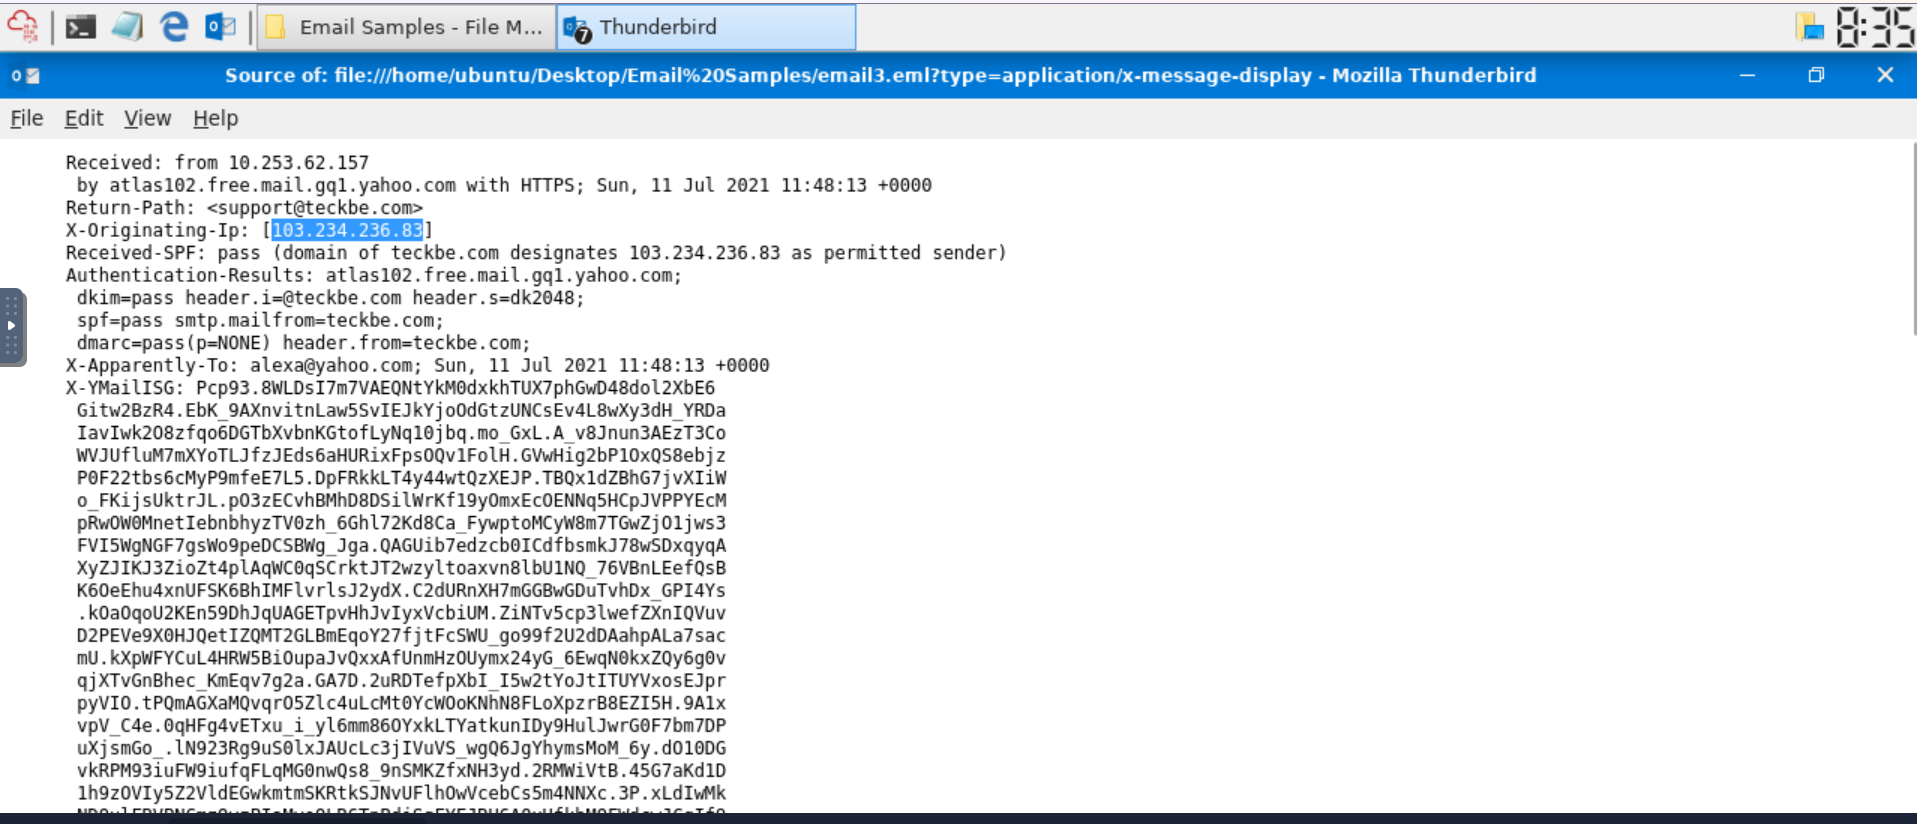 Email Samples - File M...
7
Thunderbird
8:35
Source of: file:///home/ubuntu/Desktop/Email%20Samples/email3.eml?type=application/x-message-display - Mozilla Thunderbird
File Edit View Help
Received: from 10.253.62.157
by atlas102.free.mail.gq1.yahoo.com with HTTPS; Sun, 11 Jul 2021 11:48:13 +0000
Return-Path: <support@teckbe.com>
X-Originating-Ip: [103.234.236.83]
Received-SPF: pass (domain of teckbe.com designates 103.234.236.83 as permitted sender)
Authentication-Results: atlas102.free.mail.gq1.yahoo.com;
dkim=pass header.i=@teckbe.com header.s=dk2048;
spf=pass smtp.mailfrom=teckbe.com;
dmarc=pass(p=NONE) header.from=teckbe.com;
X-Apparently-To: alexa@yahoo.com; Sun, 11 Jul 2021 11:48:13 +0000
X-YMailISG: Pcp93.8WLDsI7m7VAEQNtYkM0dxkhTUX7phGwD48dol2XbE6
Gitw2BzR4.EbK_9AXnvitnLaw5SvIEJkYjoOdGtzUNCsEv4L8wXy3dH_YRDa
IavIwk2O8zfqo6DGTbXvbnKGtofLyNq10jbq.mo_GxL.A_v8Jnun3AEzT3Co
WVJUfluM7mXYoTLJfzJEds6aHURixFpsOQv1FolH.GVwHig2bP1OxQS8ebjz
P0F22tbs6cMyP9mfeE7L5.DpFRkkLT4y44wtQzXEJP.TBQx1dZBhG7jvXIiW
o_FKijsUktrJL.pO3zECvhBMhD8DSilWrKf19yOmxEcOENNq5HCpJVPPYEcM
pRwOW0MnetIebnbhyzTV0zh_6Ghl72Kd8Ca_FywptoMCyW8m7TGwZjO1jws3
FVI5WgNGF7gsWo9peDCSBWg_Jga.QAGUib7edzcb0ICdfbsmkJ78wSDxqyqA
XyZJIKJ3ZioZt4plAqWC0qSCrktJT2wzyltoaxvn8lbU1NQ_76VBnLEefQsB
K6OeEhu4xnUFSK6BhIMFlvrlsJ2ydX.C2dURnXH7mGGBwGDuTvhDx_GPI4Ys
.kOaOqoU2KEn59DhJqUAGETpvHhJvIyxVcbiUM.ZiNTv5cp3lwefZXnIQVuv
D2PEVe9X0HJQetIZQMT2GLBmEqoY27fjtFcSWU_go99f2U2dDAahpALa7sac
mU.kXpWFYCuL4HRW5BiOupaJvQxxAfUnmHzOUymx24yG_6EwqN0kxZQy6g0v
qjXTvGnBhec_KmEqv7g2a.GA7D.2uRDTefpXbI_I5w2tYoJtITUYVxosEJpr
pyVIO.tPQmAGXaMQvqrO5Zlc4uLcMt0YcWOoKNhN8FLoXpzrB8EZI5H.9A1x
vpV_C4e.0qHFg4vETxu_i_yl6mm86OYxkLTYatkunIDy9HulJwrG0F7bm7DP
uXjsmGo_.lN923Rg9uS0lxJAUcLc3jIVuVS_wgQ6JgYhymsMoM_6y.dO10DG
vkRPM93iuFW9iufqFLqMG0nwQs8_9nSMKZfxNH3yd.2RMWiVtB.45G7aKd1D
1h9zOVIy5Z2VldEGwkmtmSKRtkSJNvUFlhOwVcebCs5m4NNXc.3P.xLdIwMk